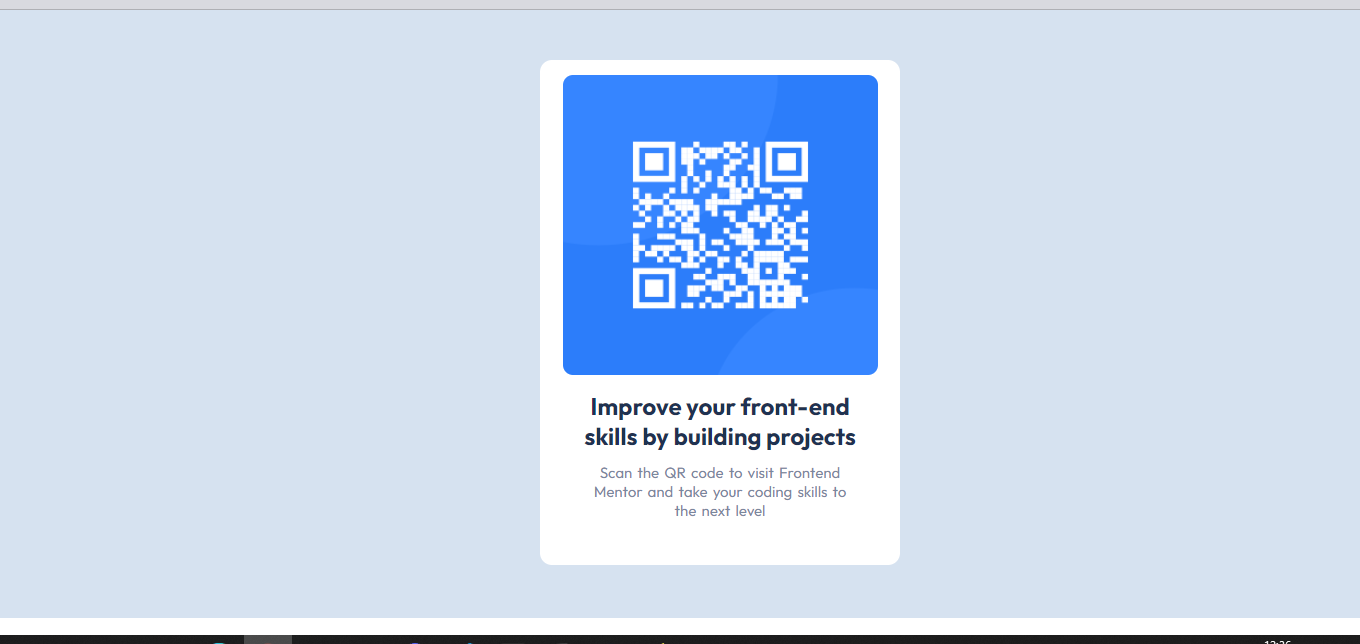 Improve your front-end
skills by building projects
Scan the QR code to visit Frontend
Mentor and take your coding skills to
the next level